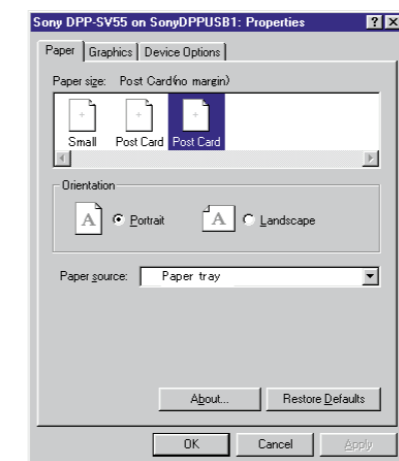 Sony DPP-SV55 on SonyDPPUSB1: Properties ? X
Paper Graphics Device Options
Paper size: Post Card(no margin)
Small Post Card Post Card
Orientation
A Portrait A Landscape
Paper source: Paper tray
About... Restore Defaults
OK Cancel Apply